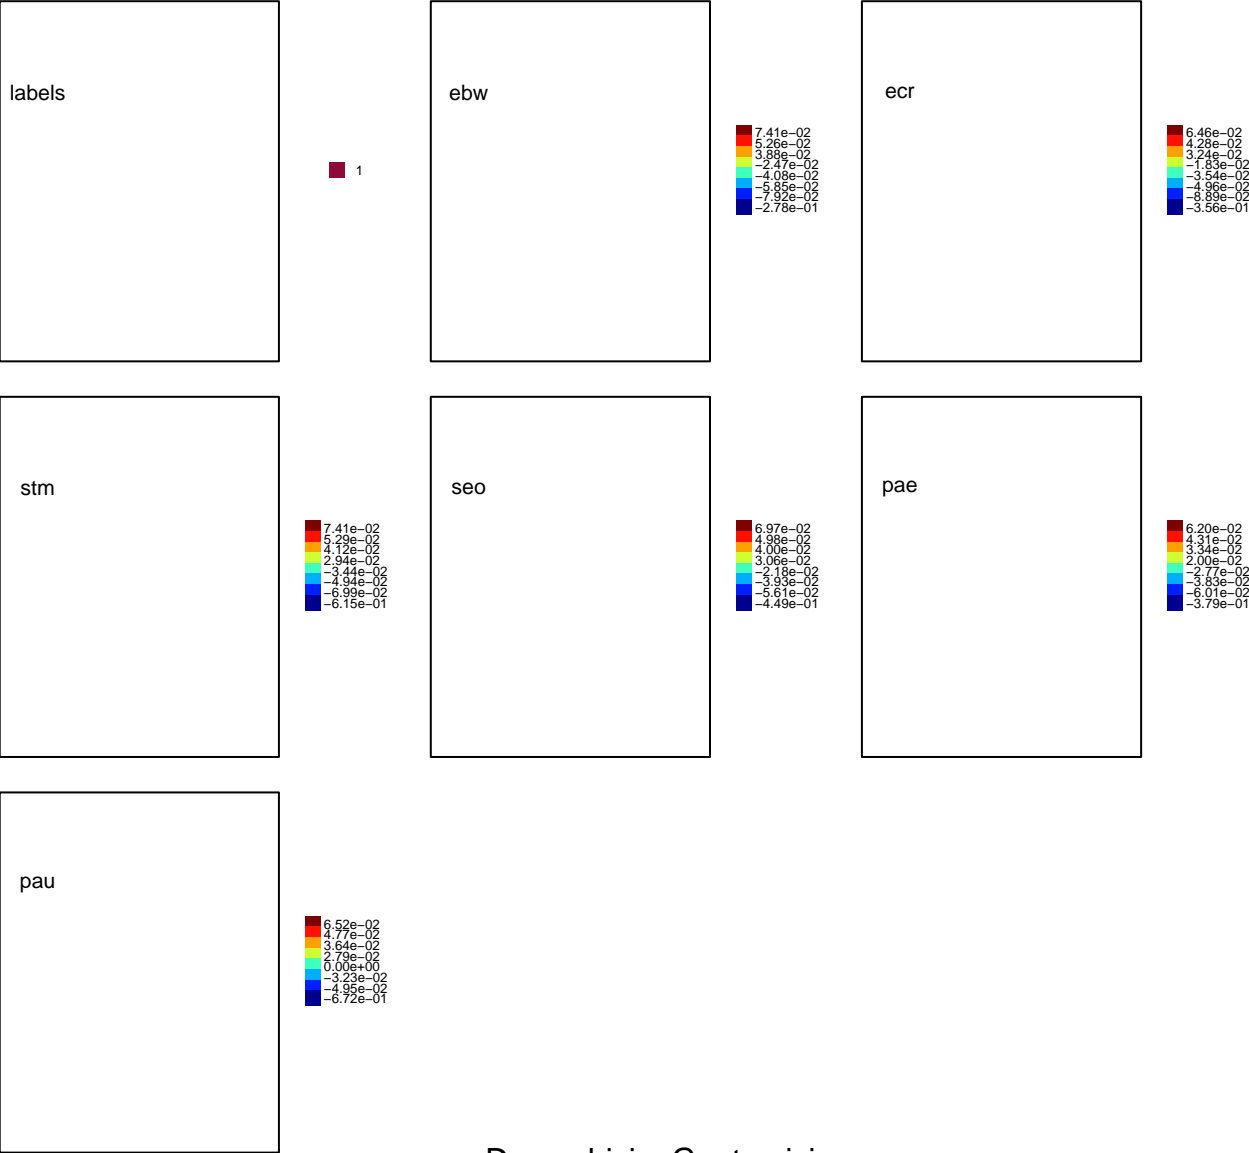 labels
1
ebw
7.41e−02
5.26e−02
3.88e−02
−2.47e−02
−4.08e−02
−5.85e−02
−7.92e−02
−2.78e−01
ecr
6.46e−02
4.28e−02
3.24e−02
−1.83e−02
−3.54e−02
−4.96e−02
−8.89e−02
−3.56e−01
stm
7.41e−02
5.29e−02
4.12e−02
2.94e−02
−3.44e−02
−4.94e−02
−6.99e−02
−6.15e−01
seo
6.97e−02
4.98e−02
4.00e−02
3.06e−02
−2.18e−02
−3.93e−02
−5.61e−02
−4.49e−01
pae
6.20e−02
4.31e−02
3.34e−02
2.00e−02
−2.77e−02
−3.83e−02
−6.01e−02
−3.79e−01
pau
6.52e−02
4.77e−02
3.64e−02
2.79e−02
0.00e+00
−3.23e−02
−4.95e−02
−6.72e−01